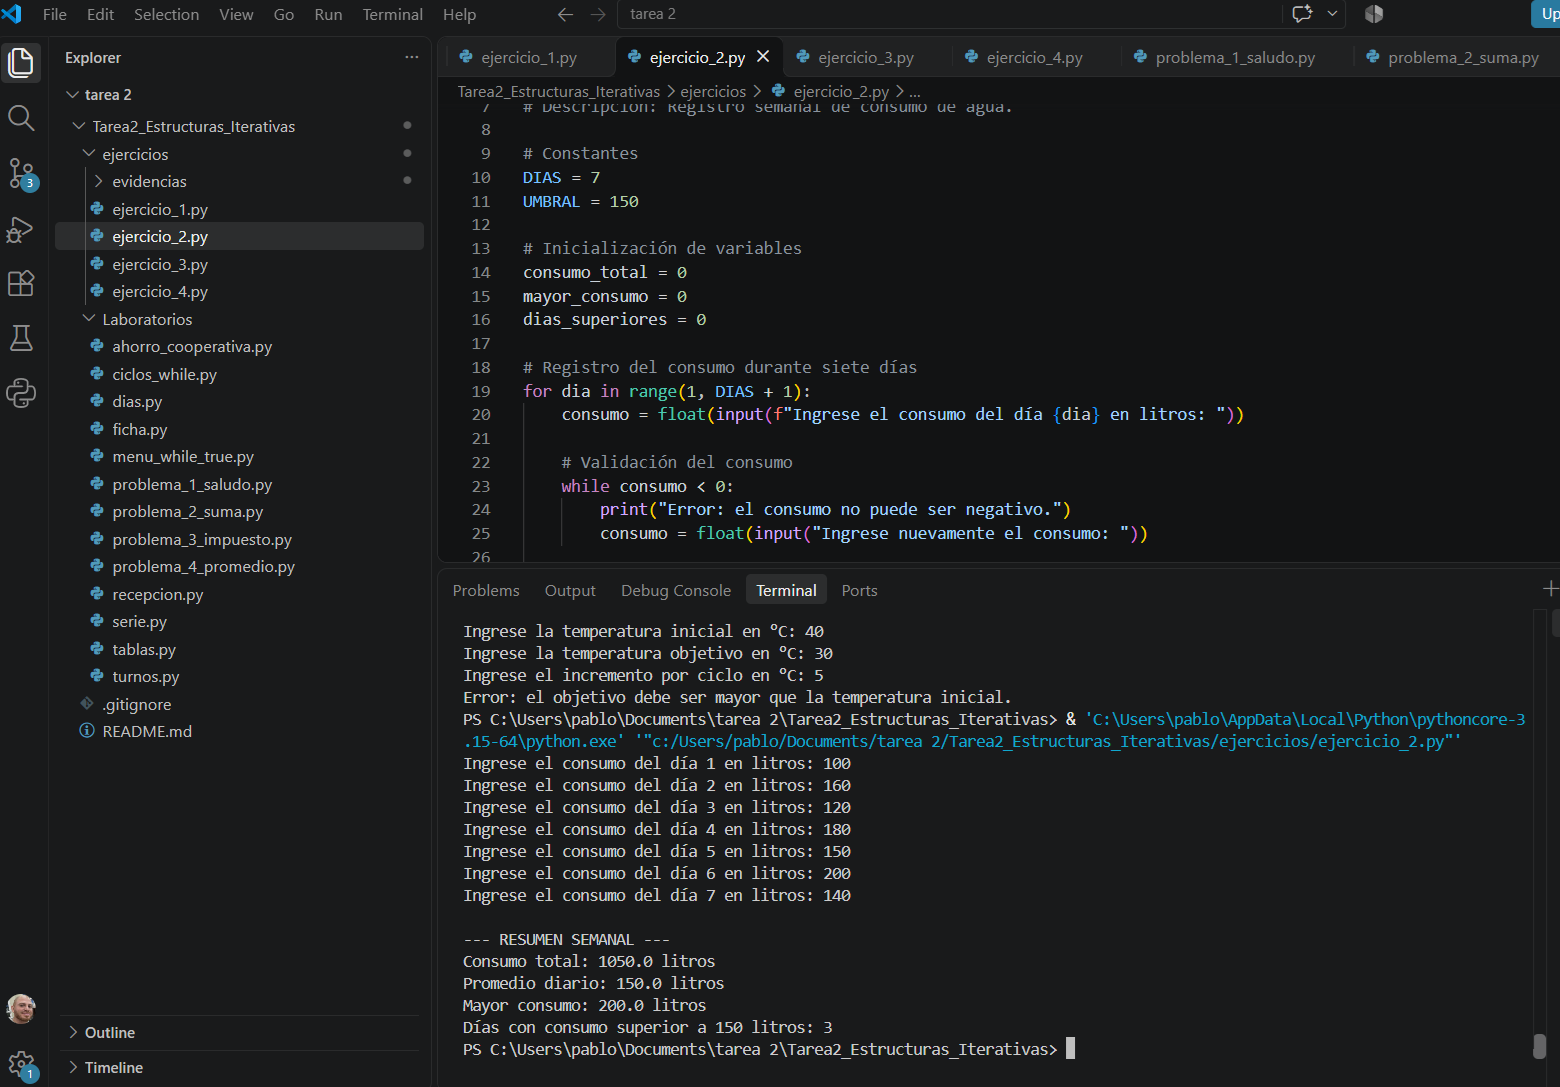 File Edit Selection View Go Run Terminal Help
tarea 2
Up
Explorer
tarea 2
Tarea2_Estructuras_Iterativas
ejercicios
evidencias
ejercicio_1.py
ejercicio_2.py
ejercicio_3.py
ejercicio_4.py
Laboratorios
ahorro_cooperativa.py
ciclos_while.py
dias.py
ficha.py
menu_while_true.py
problema_1_saludo.py
problema_2_suma.py
problema_3_impuesto.py
problema_4_promedio.py
recepcion.py
serie.py
tablas.py
turnos.py
.gitignore
README.md
Outline
Timeline
3
1
ejercicio_1.py ejercicio_2.py ejercicio_3.py ejercicio_4.py problema_1_saludo.py problema_2_suma.py
Tarea2_Estructuras_Iterativas > ejercicios > ejercicio_2.py > ...
7 # Descripción: Registro semanal de consumo de agua.
8
9 # Constantes
10 DIAS = 7
11 UMBRAL = 150
12
13 # Inicialización de variables
14 consumo_total = 0
15 mayor_consumo = 0
16 dias_superiores = 0
17
18 # Registro del consumo durante siete días
19 for dia in range(1, DIAS + 1):
20 consumo = float(input(f"Ingrese el consumo del día {dia} en litros: "))
21
22 # Validación del consumo
23 while consumo < 0:
24 print("Error: el consumo no puede ser negativo.")
25 consumo = float(input("Ingrese nuevamente el consumo: "))
26
Problems Output Debug Console Terminal Ports
Ingrese la temperatura inicial en °C: 40
Ingrese la temperatura objetivo en °C: 30
Ingrese el incremento por ciclo en °C: 5
Error: el objetivo debe ser mayor que la temperatura inicial.
PS C:\Users\pablo\Documents\tarea 2\Tarea2_Estructuras_Iterativas> & 'C:\Users\pablo\AppData\Local\Python\pythoncore-3
.15-64\python.exe' '"c:/Users/pablo/Documents/tarea 2/Tarea2_Estructuras_Iterativas/ejercicios/ejercicio_2.py"'
Ingrese el consumo del día 1 en litros: 100
Ingrese el consumo del día 2 en litros: 160
Ingrese el consumo del día 3 en litros: 120
Ingrese el consumo del día 4 en litros: 180
Ingrese el consumo del día 5 en litros: 150
Ingrese el consumo del día 6 en litros: 200
Ingrese el consumo del día 7 en litros: 140
--- RESUMEN SEMANAL ---
Consumo total: 1050.0 litros
Promedio diario: 150.0 litros
Mayor consumo: 200.0 litros
Días con consumo superior a 150 litros: 3
PS C:\Users\pablo\Documents\tarea 2\Tarea2_Estructuras_Iterativas>